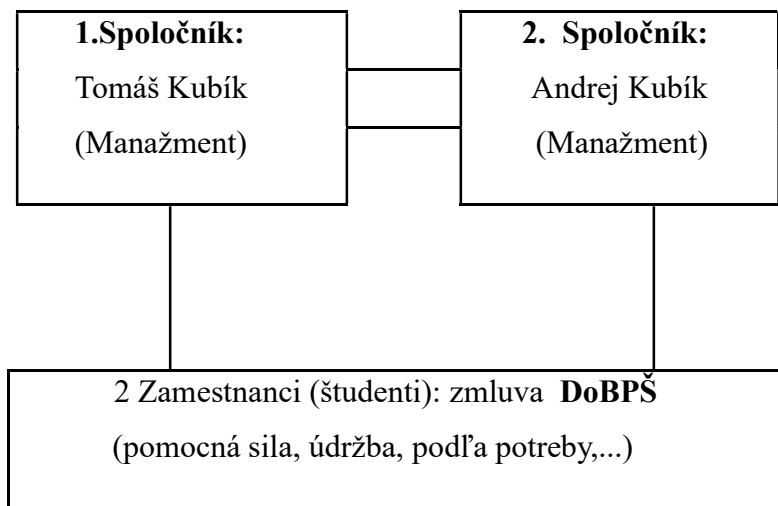 1.Spoločník:
Tomáš Kubík
(Manažment)
2. Spoločník:
Andrej Kubík
(Manažment)
2 Zamestnanci (študenti): zmluva DoBPŠ
(pomocná sila, údržba, podľa potreby,...)